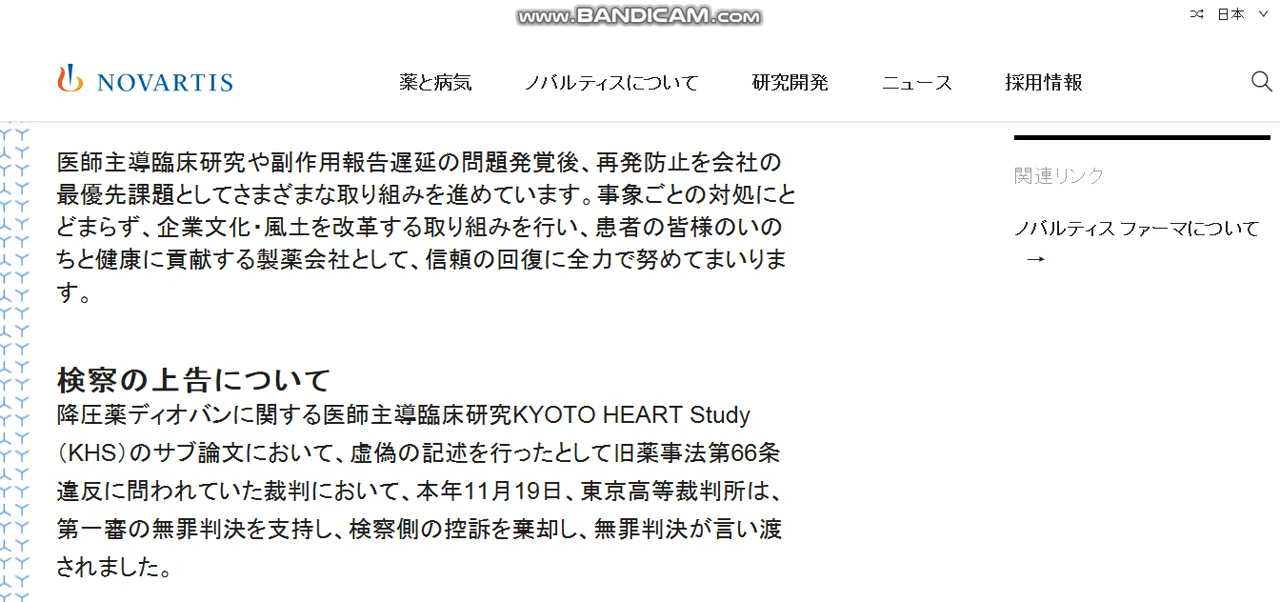 www.BANDICAM.com
日本
NOVARTIS
薬と病気 ノバルティスについて 研究開発 ニュース 採用情報
医師主導臨床研究や副作用報告遅延の問題発覚後、再発防止を会社の
最優先課題としてさまざまな取り組みを進めています。事象ごとの対処にと
どまらず、企業文化・風土を改革する取り組みを行い、患者の皆様のいの
ちと健康に貢献する製薬会社として、信頼の回復に全力で努めてまいりま
す。
関連リンク
ノバルティス ファーマについて
→
検察の上告について
降圧薬ディオバンに関する医師主導臨床研究KYOTO HEART Study
（KHS）のサブ論文において、虚偽の記述を行ったとして旧薬事法第66条
違反に問われていた裁判において、本年11月19日、東京高等裁判所は、
第一審の無罪判決を支持し、検察側の控訴を棄却し、無罪判決が言い渡
されました。